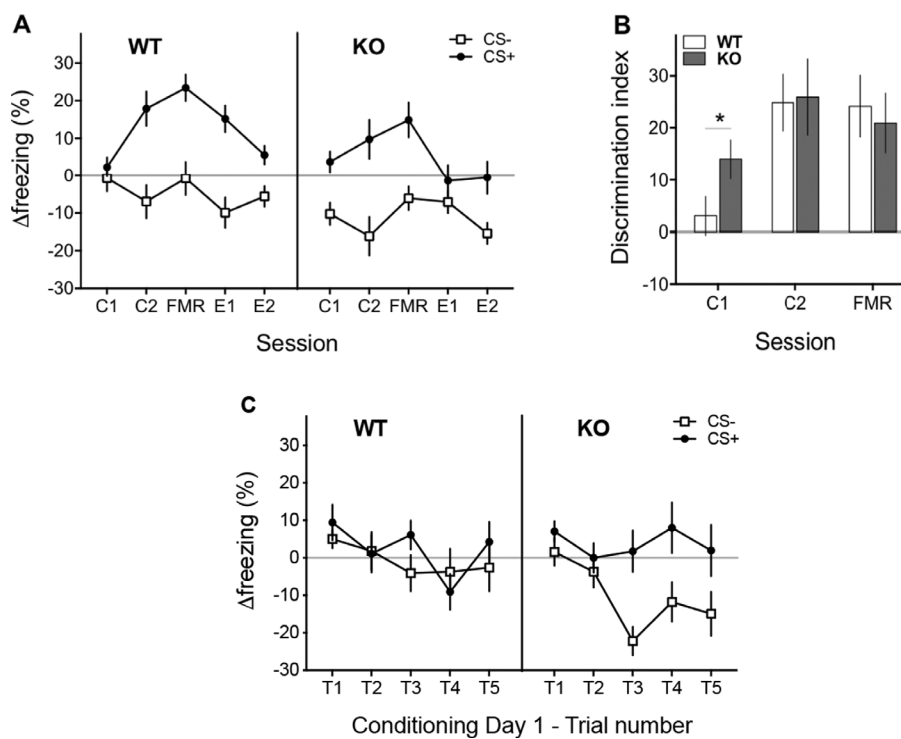 A
WT
KO
CS-
CS+
Δfreezing (%)
30
20
10
0
-10
-20
-30
C1 C2 FMR E1 E2 C1 C2 FMR E1 E2
Session
B
WT
KO
Discrimination index
30
20
10
0
-10
*
C1 C2 FMR
Session
C
WT
KO
CS-
CS+
Δfreezing (%)
30
20
10
0
-10
-20
-30
T1 T2 T3 T4 T5 T1 T2 T3 T4 T5
Conditioning Day 1 - Trial number